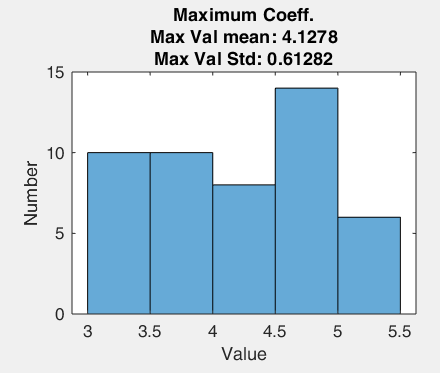 Maximum Coeff.
Max Val mean: 4.1278
Max Val Std: 0.61282
15
10
5
0
Number
3 3.5 4 4.5 5 5.5
Value